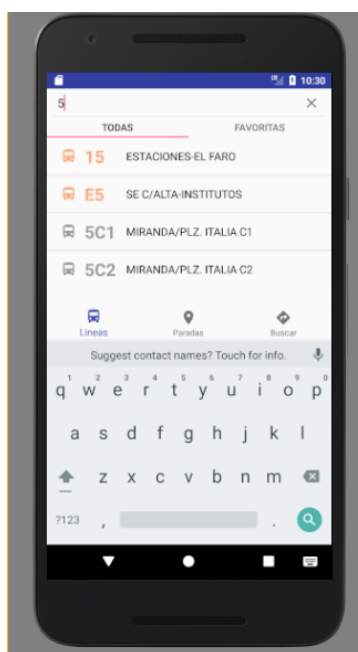 10:30
5
TODAS FAVORITAS
15 ESTACIONES-EL FARO
E5 SE C/ALTA-INSTITUTOS
5C1 MIRANDA/PLZ. ITALIA C1
5C2 MIRANDA/PLZ. ITALIA C2
Líneas Paradas Buscar
Suggest contact names? Touch for info.
1 2 3 4 5 6 7 8 9 0
q w e r t y u i o p
a s d f g h j k l
z x c v b n m
?123 , .